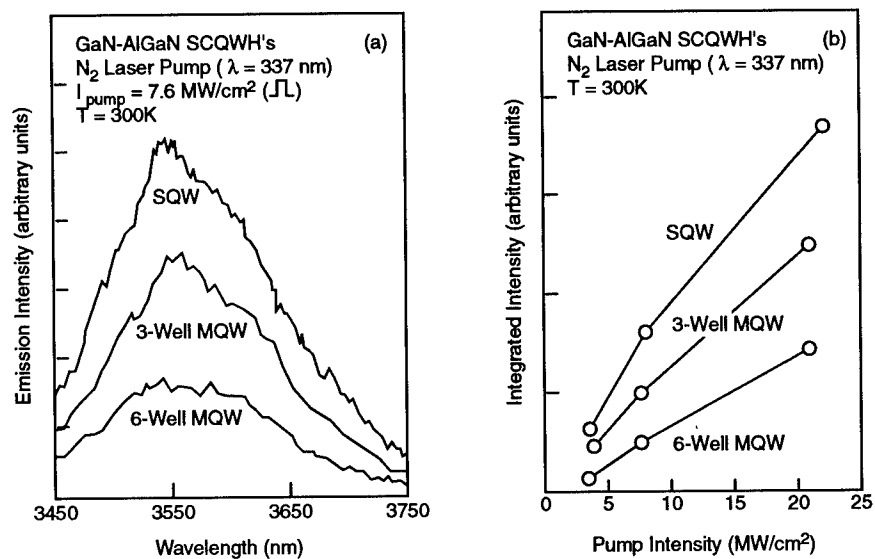 GaN-AlGaN SCQWH's (a)
N2 Laser Pump ( λ = 337 nm)
I pump = 7.6 MW/cm2 ( )
T = 300K
Emission Intensity (arbitrary units)
SQW
3-Well MQW
6-Well MQW
3450 3550 3650 3750
Wavelength (nm)
GaN-AlGaN SCQWH's (b)
N2 Laser Pump ( λ = 337 nm)
T = 300K
Integrated Intensity (arbitrary units)
SQW
3-Well MQW
6-Well MQW
0 5 10 15 20 25
Pump Intensity (MW/cm2)